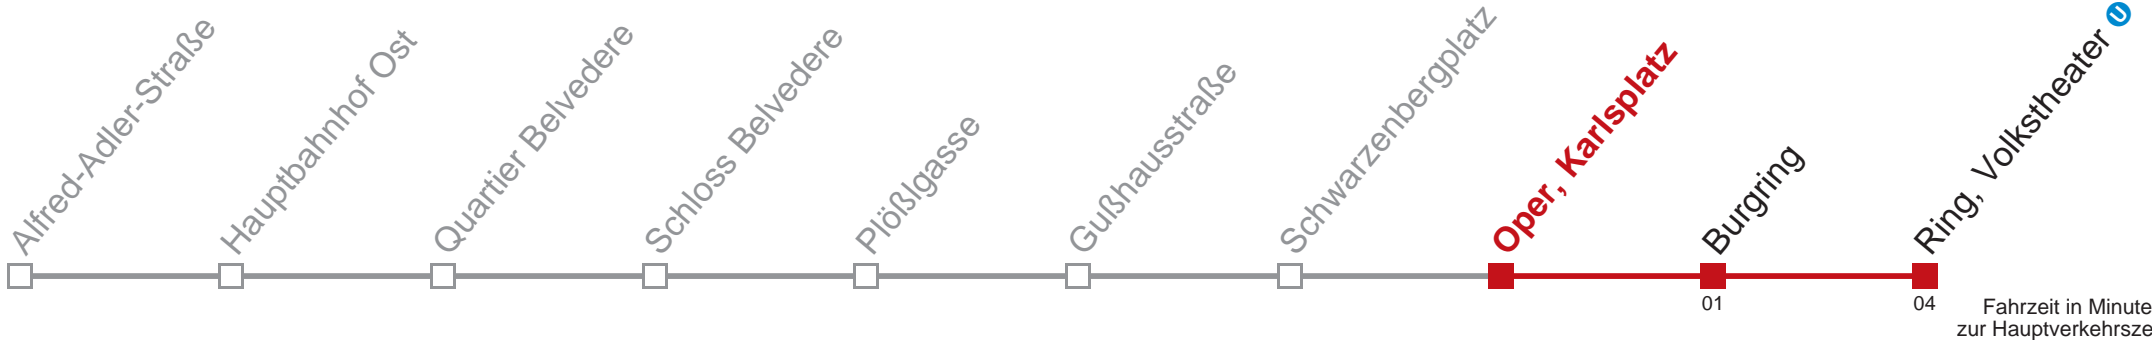 Alfred-Adler-Straße
Hauptbahnhof Ost
Quartier Belvedere
Schloss Belvedere
Plößlgasse
Gußhausstraße
Schwarzenbergplatz
Oper, Karlsplatz
Burgring
Ring, Volkstheater U
01
04
Fahrzeit in Minute
zur Hauptverkehrsze